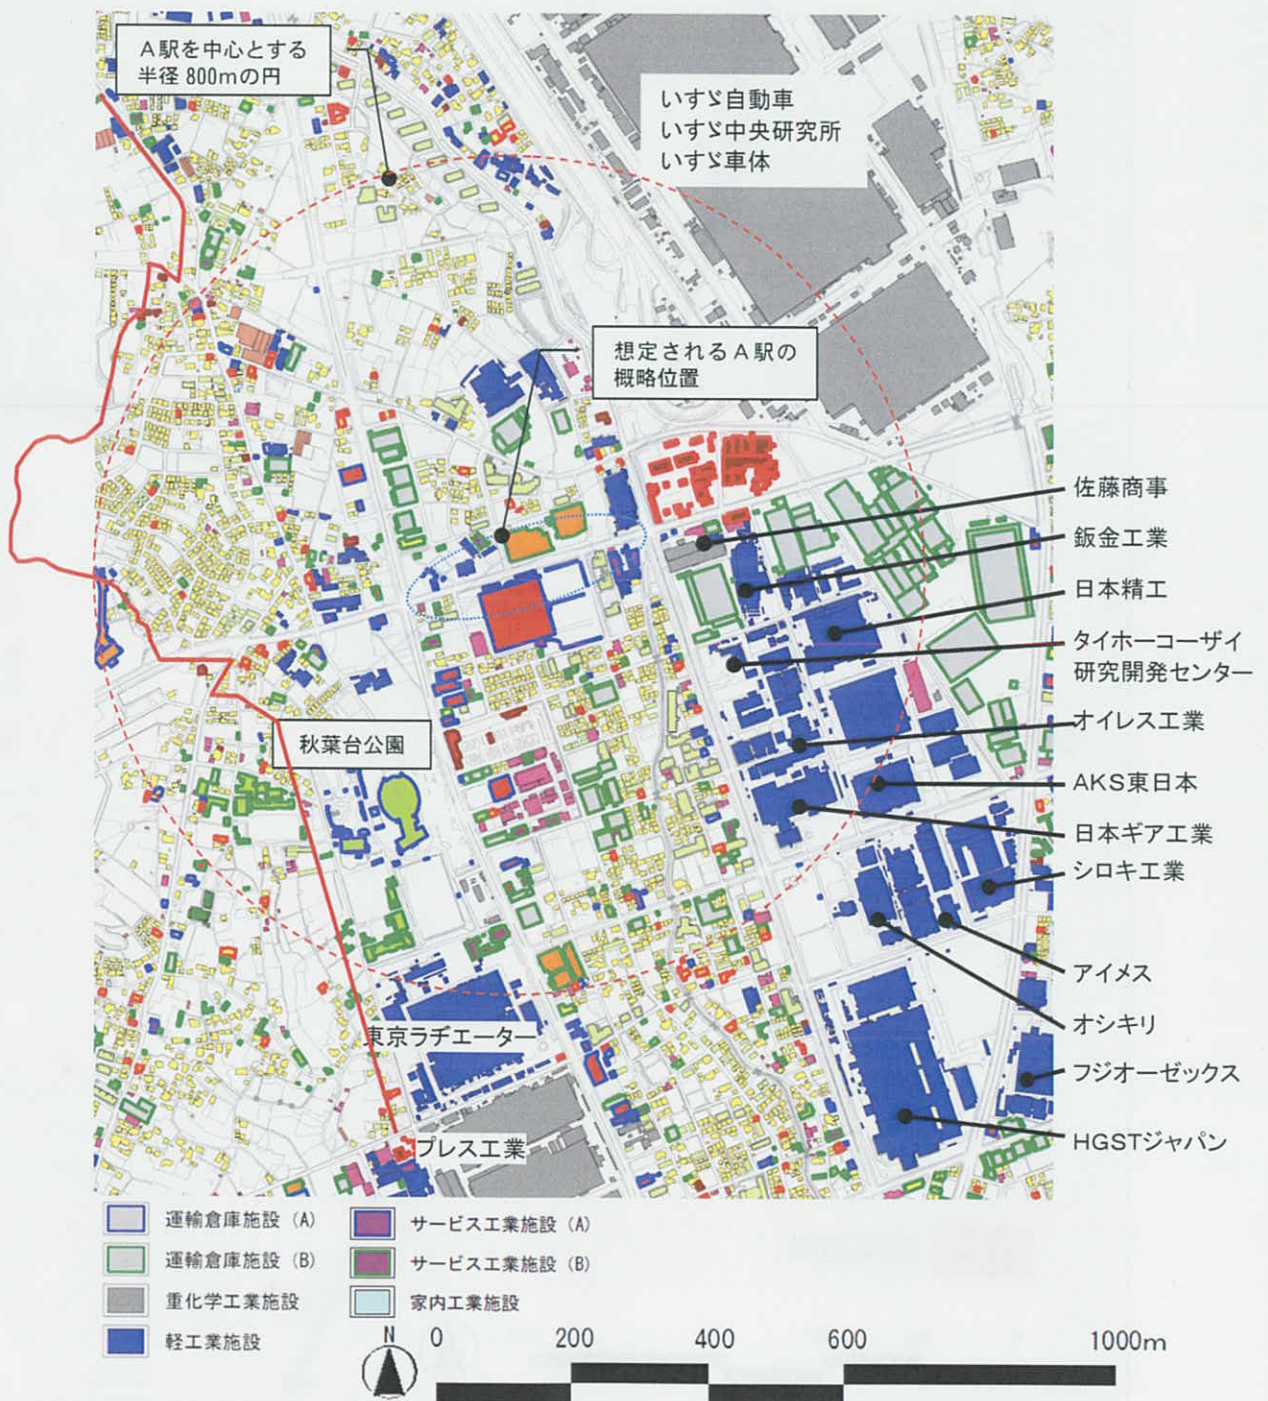 A駅を中心とする
半径 800mの円
いすゞ自動車
いすゞ中央研究所
いすゞ車体
想定されるA駅の
概略位置
佐藤商事
鈑金工業
日本精工
タイホーコーザイ
研究開発センター
オイレス工業
秋葉台公園
AKS東日本
日本ギア工業
シロキ工業
アイメス
オシキリ
東京ラヂエーター
フジオーゼックス
HGSTジャパン
プレス工業
運輸倉庫施設（A）
運輸倉庫施設（B）
重化学工業施設
軽工業施設
サービス工業施設（A）
サービス工業施設（B）
家内工業施設
N
0 200 400 600 1000m